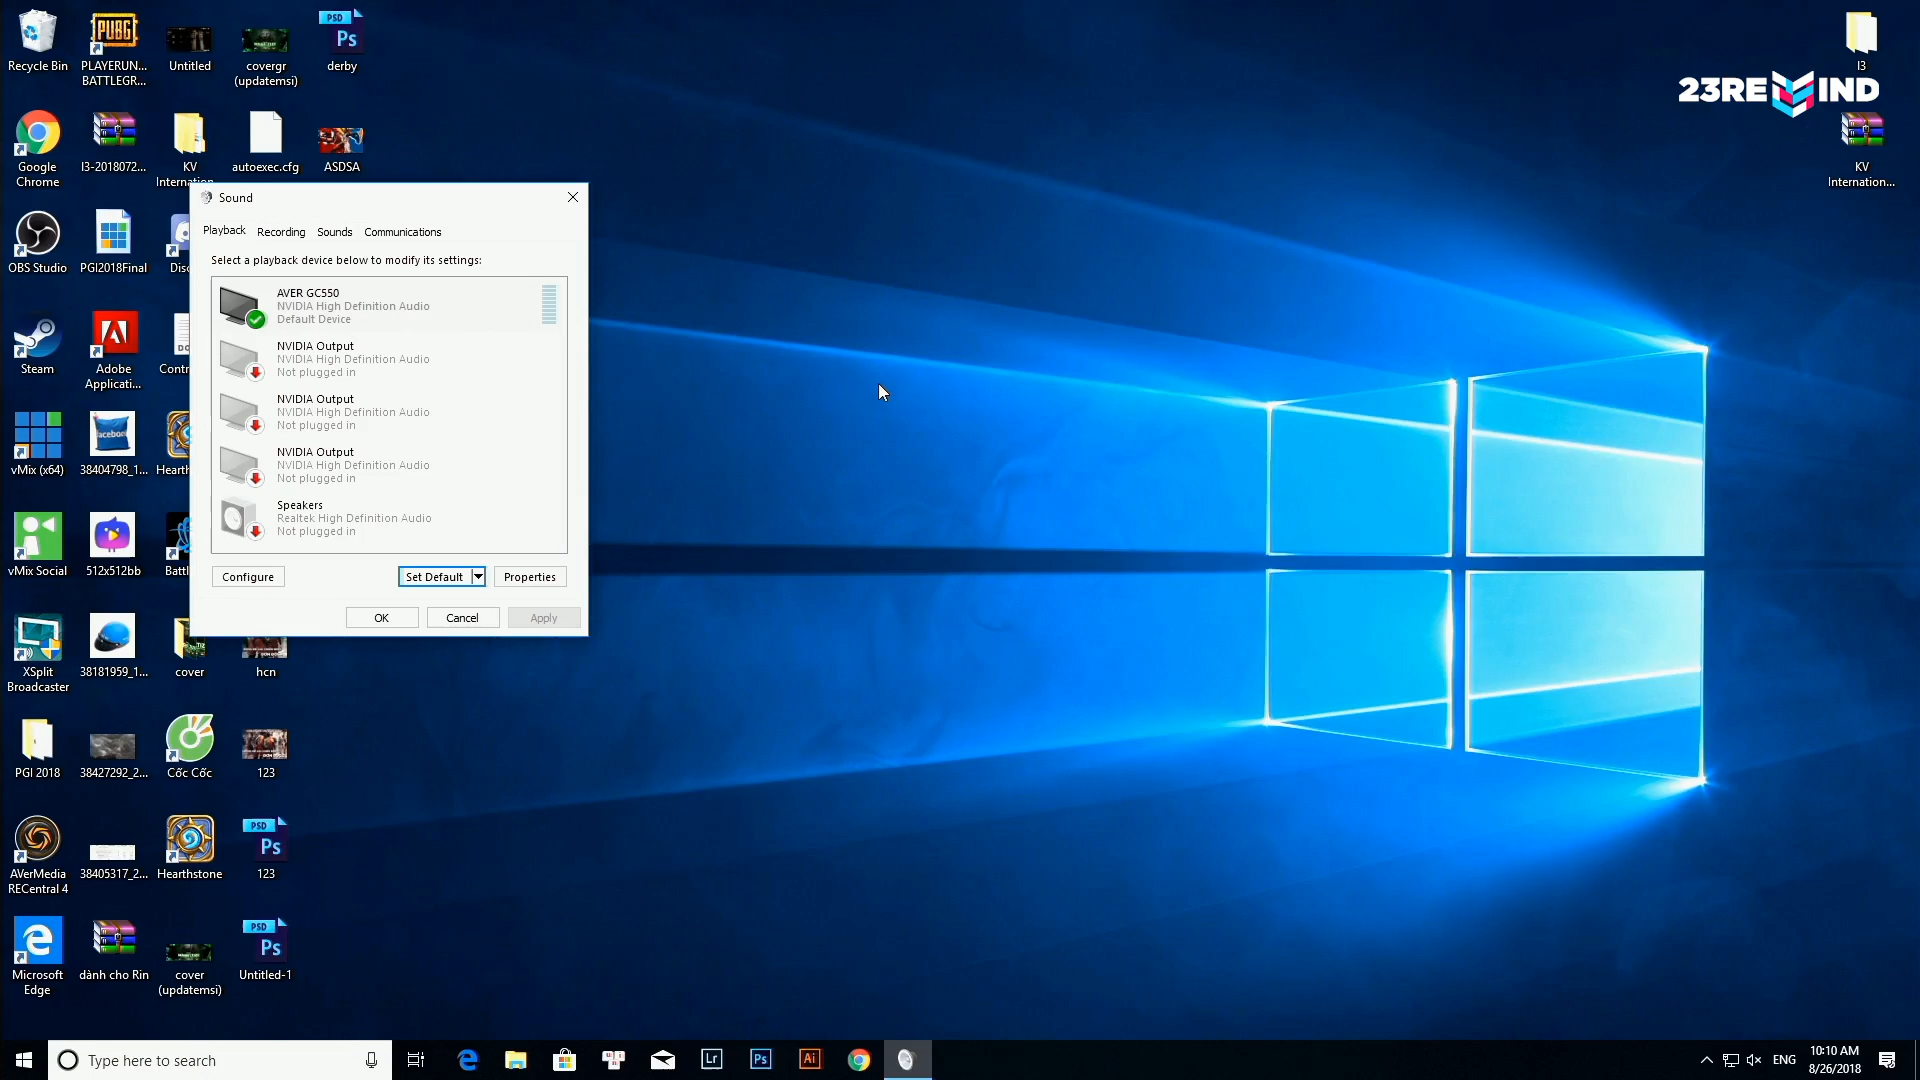 Recycle Bin
PLAYERUN...
BATTLEGR...
PUBG
Untitled
covergr
(updatemsi)
PSD
Ps
derby
I3
23RE
IND
Google
Chrome
I3-2018072...
KV
Internation...
autoexec.cfg
ASDSA
KV
Internation...
OBS Studio
PGI2018Final
Disc
Steam
Adobe
Applicati...
Contr
vMix (x64)
facebook
38404798_1...
Hearth
vMix Social
512x512bb
Battl
XSplit
Broadcaster
38181959_1...
cover
hcn
PGI 2018
38427292_2...
Cốc Cốc
123
AVerMedia
RECentral 4
38405317_2...
Hearthstone
PSD
Ps
123
Microsoft
Edge
dành cho Rin
cover
(updatemsi)
PSD
Ps
Untitled-1
Sound
Playback
Recording
Sounds
Communications
Select a playback device below to modify its settings:
AVER GC550
NVIDIA High Definition Audio
Default Device
NVIDIA Output
NVIDIA High Definition Audio
Not plugged in
NVIDIA Output
NVIDIA High Definition Audio
Not plugged in
NVIDIA Output
NVIDIA High Definition Audio
Not plugged in
Speakers
Realtek High Definition Audio
Not plugged in
Configure
Set Default
Properties
OK
Cancel
Apply
Type here to search
Lr
Ps
Ai
ENG
10:10 AM
8/26/2018